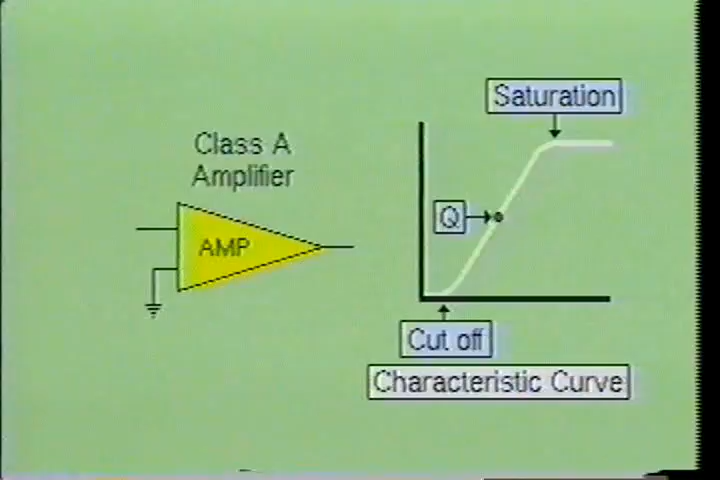 Class A
Amplifier
AMP
Saturation
Q
Cut off
Characteristic Curve